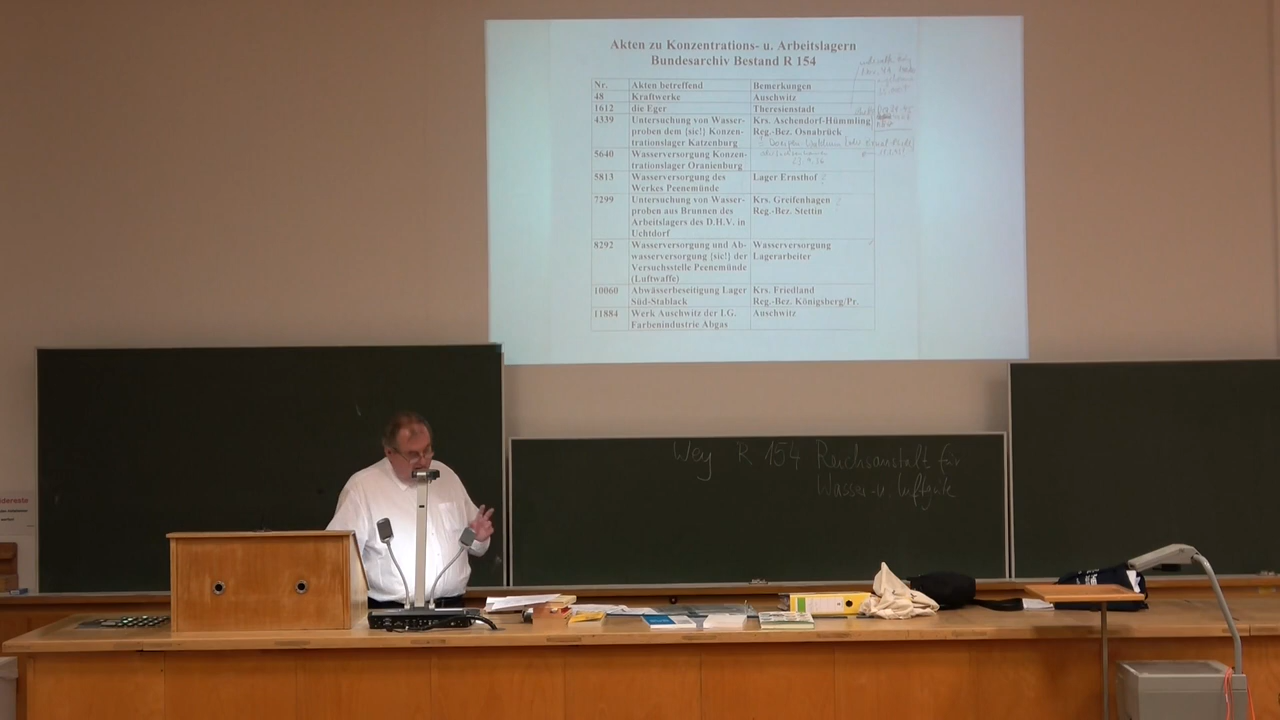 Akten zu Konzentrations- u. Arbeitslagern
Bundesarchiv Bestand R 154
Nr. Akten betreffend Bemerkungen
48 Kraftwerke Auschwitz
1612 die Eger Theresienstadt
4339 Untersuchung von Wasser- Krs. Aschendorf-Hümmling
proben dem {sic!} Konzen- Reg.-Bez. Osnabrück
trationslager Katzenburg
5640 Wasserversorgung Konzen-
trationslager Oranienburg
5813 Wasserversorgung des Lager Ernsthof ?
Werkes Peenemünde
7299 Untersuchung von Wasser- Krs. Greifenhagen
proben aus Brunnen des Reg.-Bez. Stettin
Arbeitslagers des D.H.V. in
Uchtdorf
8292 Wasserversorgung und Ab- Wasserversorgung
wasserversorgung {sic!} der Lagerarbeiter
Versuchsstelle Peenemünde
(Luftwaffe)
10060 Abwässerbeseitigung Lager Krs. Friedland
Süd-Stablack Reg.-Bez. Königsberg/Pr.
11884 Werk Auschwitz der I.G. Auschwitz
Farbenindustrie Abgas
Wey R 154 Reichsanstalt für
Wasser- u. Luftgüte